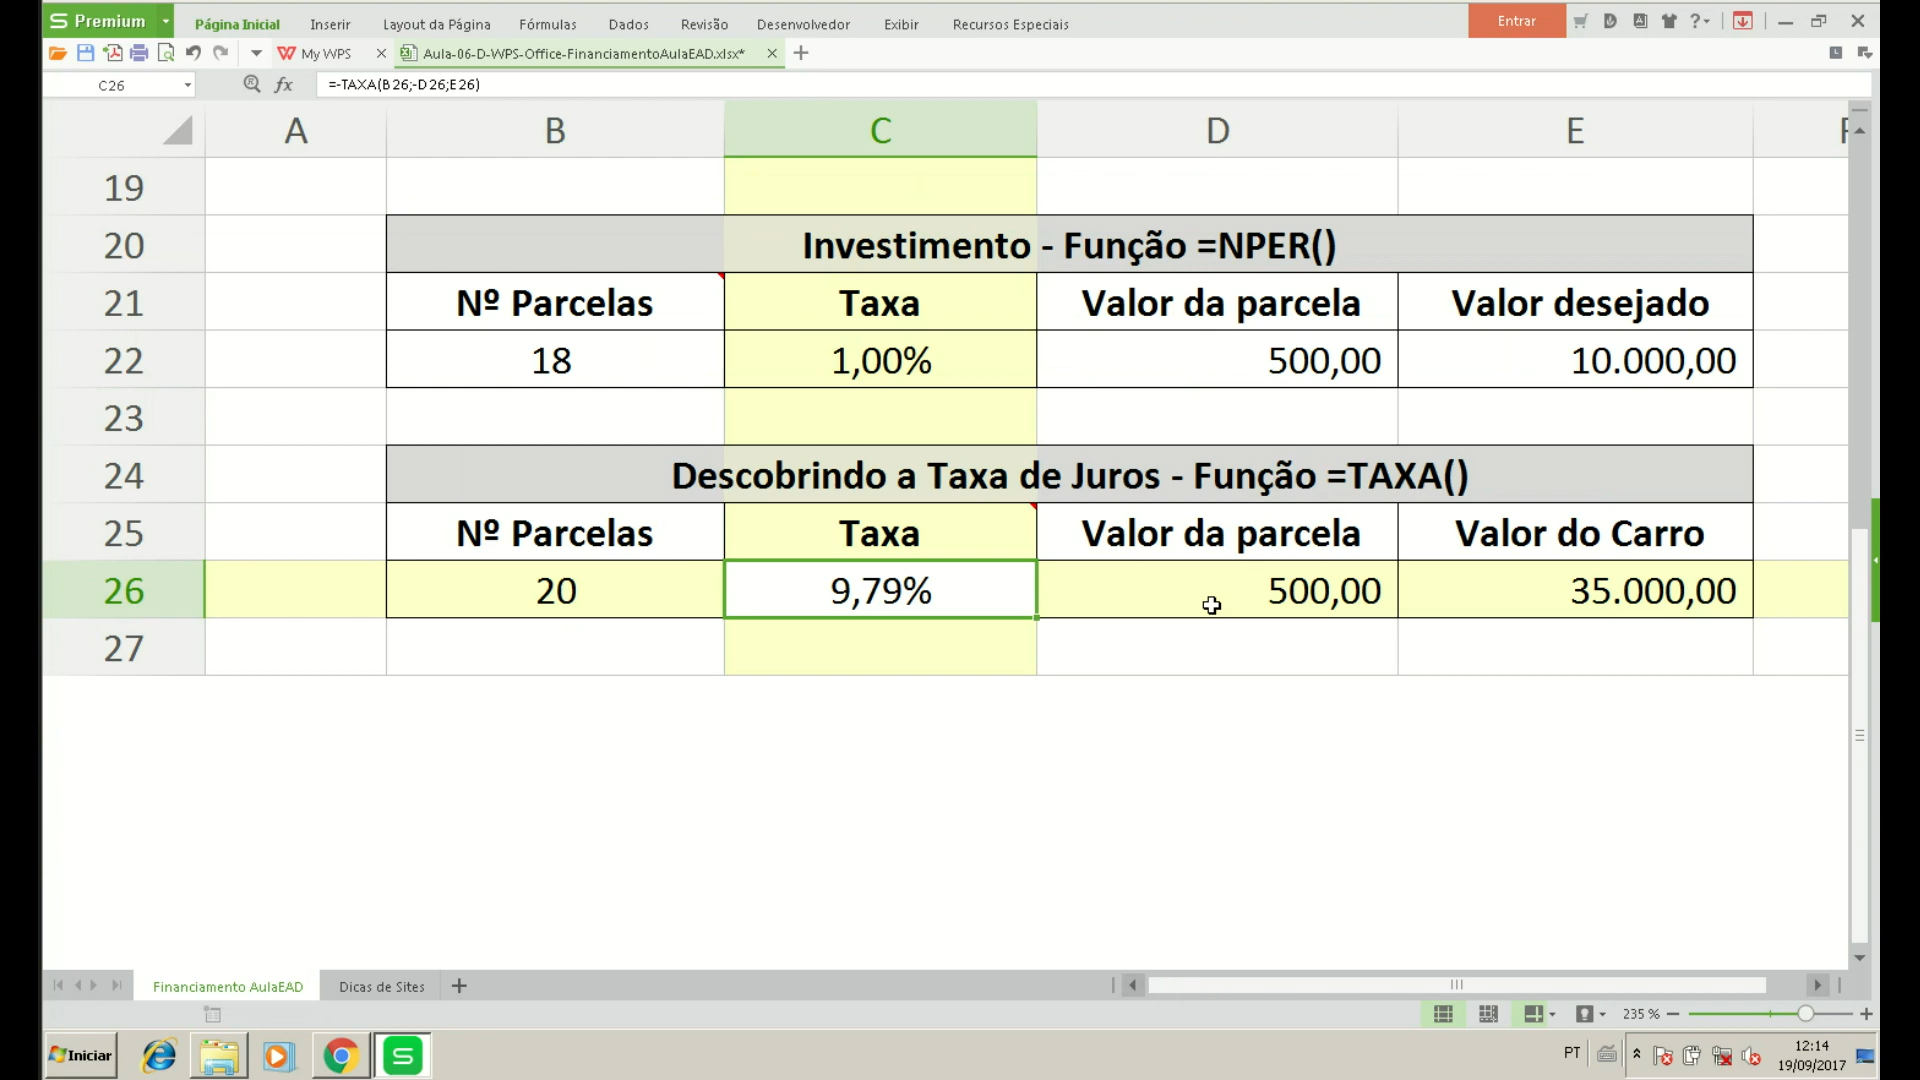 Premium Página Inicial Inserir Layout da Página Fórmulas Dados Revisão Desenvolvedor Exibir Recursos Especiais Entrar
My WPS Aula-06-D-WPS-Office-FinanciamentoAulaEAD.xlsx*
C26 fx =-TAXA(B26;-D26;E26)
A B C D E F
19
20 Investimento - Função =NPER()
21 Nº Parcelas Taxa Valor da parcela Valor desejado
22 18 1,00% 500,00 10.000,00
23
24 Descobrindo a Taxa de Juros - Função =TAXA()
25 Nº Parcelas Taxa Valor da parcela Valor do Carro
26 20 9,79% 500,00 35.000,00
27
Financiamento AulaEAD Dicas de Sites
235 %
Iniciar PT 12:14
19/09/2017